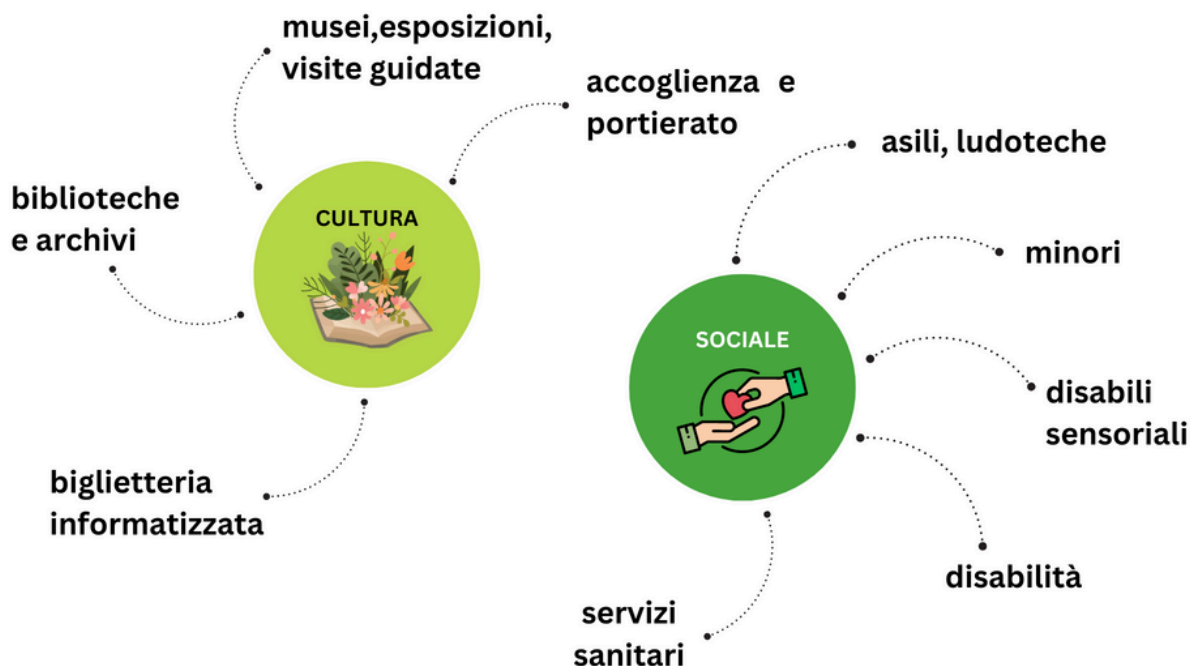 musei,esposizioni,
visite guidate
accoglienza e
portierato
biblioteche
e archivi
CULTURA
biglietteria
informatizzata
asili, ludoteche
minori
SOCIALE
disabili
sensoriali
disabilità
servizi
sanitari